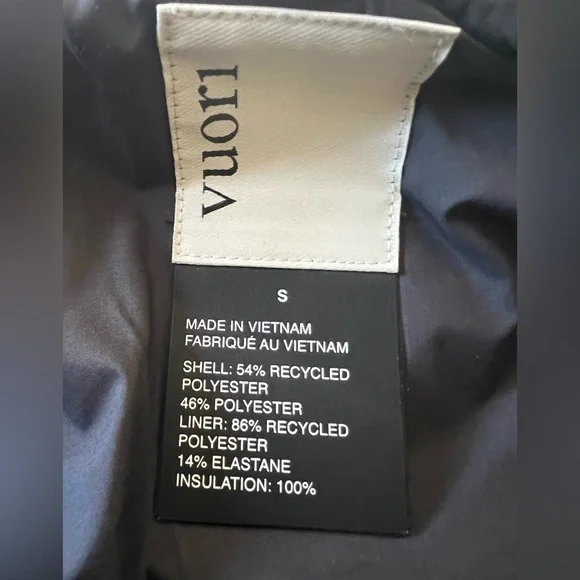 vuori
S
MADE IN VIETNAM
FABRIQUÉ AU VIETNAM
SHELL: 54% RECYCLED
POLYESTER
46% POLYESTER
LINER: 86% RECYCLED
POLYESTER
14% ELASTANE
INSULATION: 100%